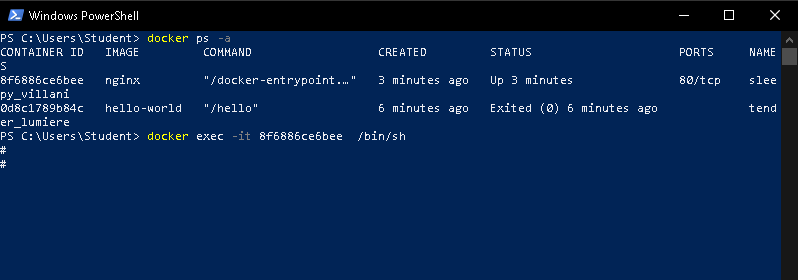 Windows PowerShell
PS C:\Users\Student> docker ps -a
CONTAINER ID   IMAGE         COMMAND                  CREATED         STATUS                     PORTS     NAME
S
8f6886ce6bee   nginx         "/docker-entrypoint.…"   3 minutes ago   Up 3 minutes               80/tcp    slee
py_villani
0d8c1789b84c   hello-world   "/hello"                 6 minutes ago   Exited (0) 6 minutes ago             tend
er_lumiere
PS C:\Users\Student> docker exec -it 8f6886ce6bee  /bin/sh
#
#